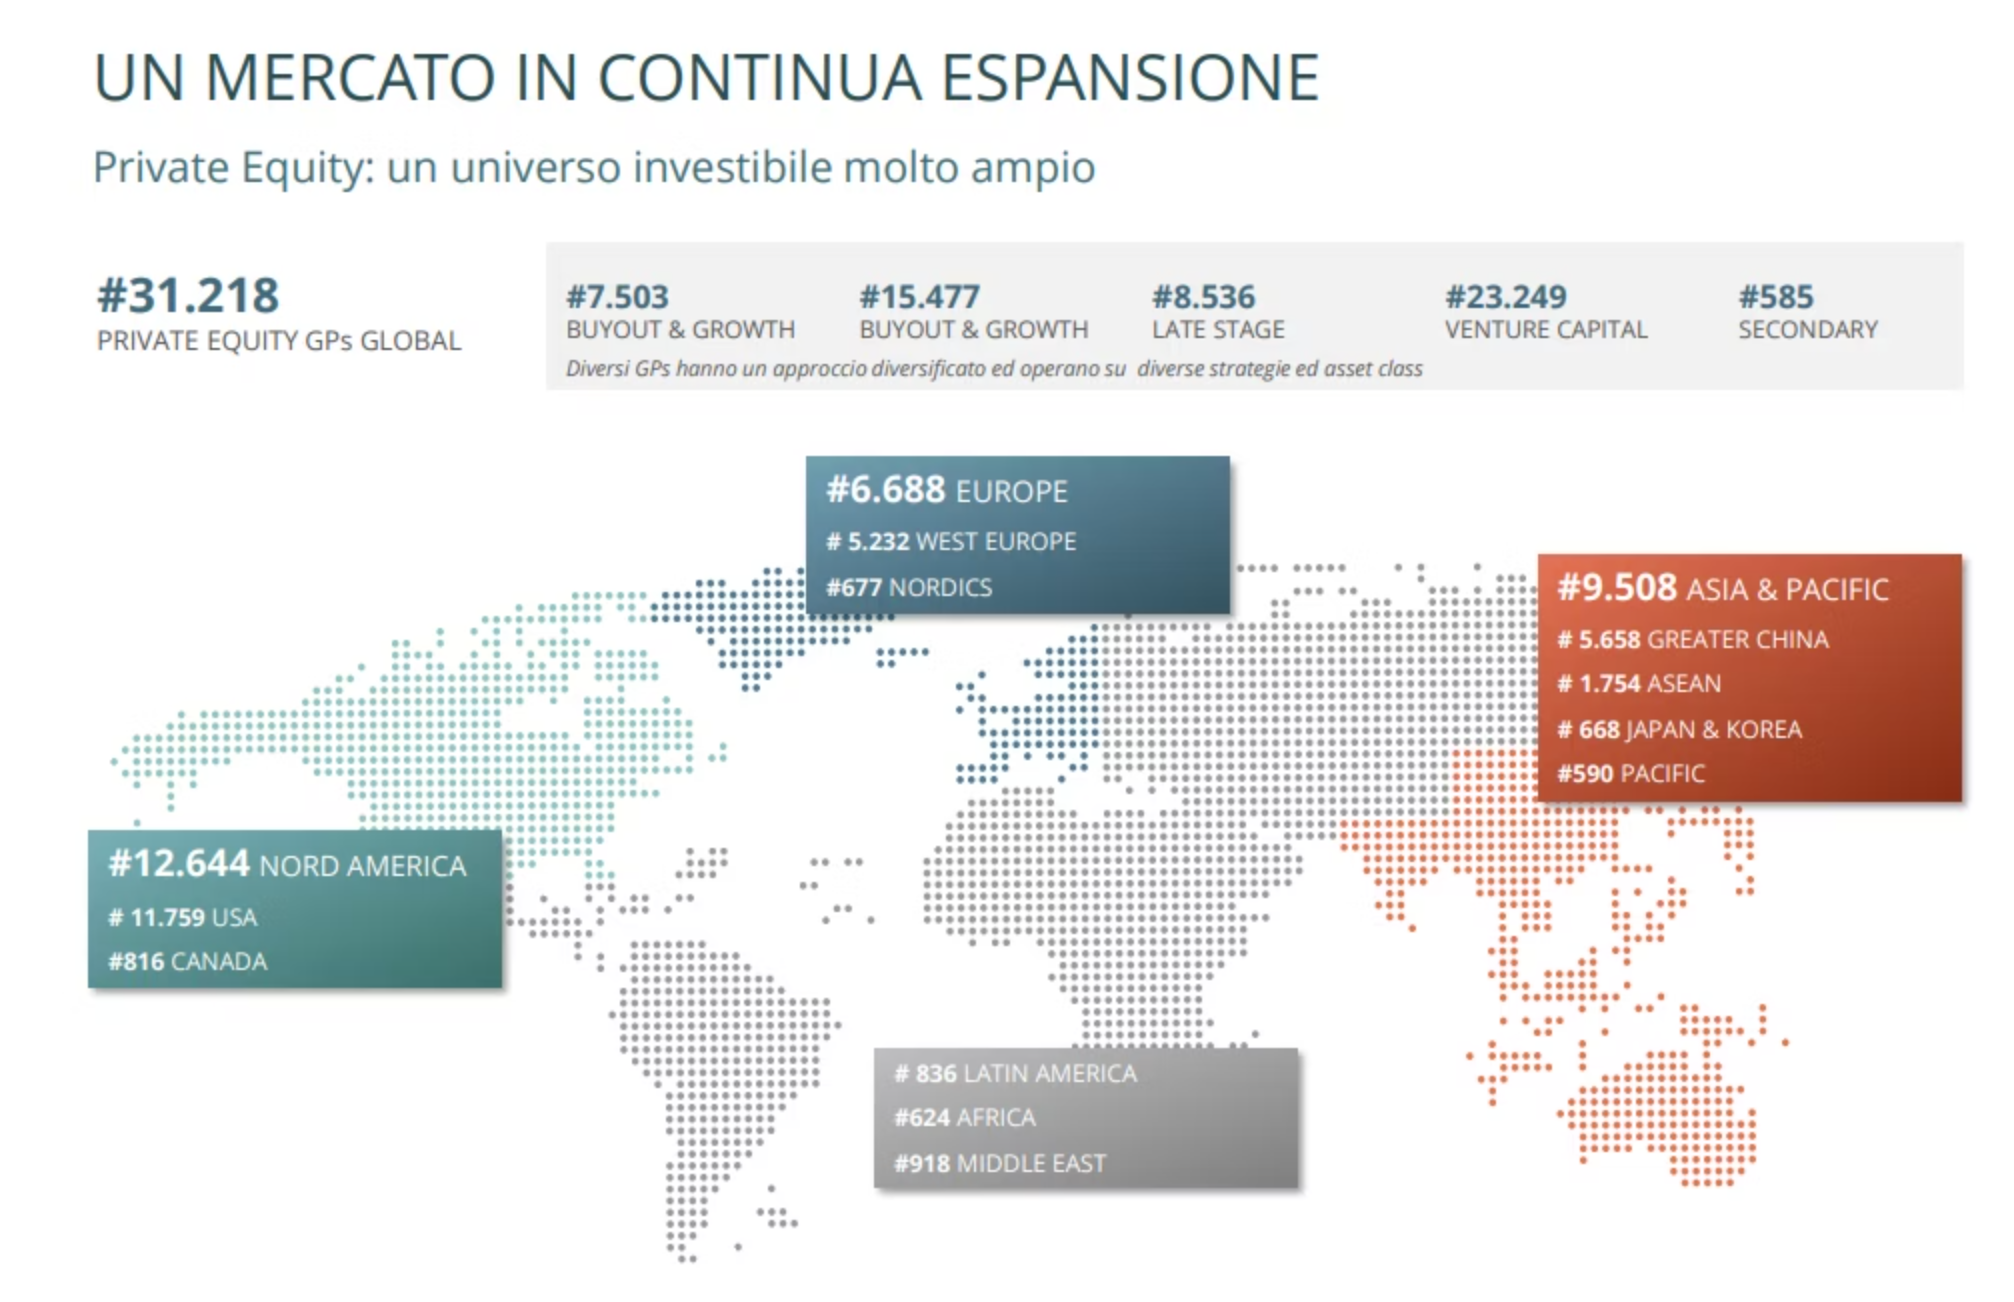 UN MERCATO IN CONTINUA ESPANSIONE
Private Equity: un universo investibile molto ampio
#31.218
PRIVATE EQUITY GPs GLOBAL
#7.503
BUYOUT & GROWTH
#15.477
BUYOUT & GROWTH
#8.536
LATE STAGE
#23.249
VENTURE CAPITAL
#585
SECONDARY
Diversi GPs hanno un approccio diversificato ed operano su diverse strategie ed asset class
#6.688 EUROPE
# 5.232 WEST EUROPE
#677 NORDICS
#9.508 ASIA & PACIFIC
# 5.658 GREATER CHINA
# 1.754 ASEAN
# 668 JAPAN & KOREA
#590 PACIFIC
#12.644 NORD AMERICA
# 11.759 USA
#816 CANADA
# 836 LATIN AMERICA
#624 AFRICA
#918 MIDDLE EAST